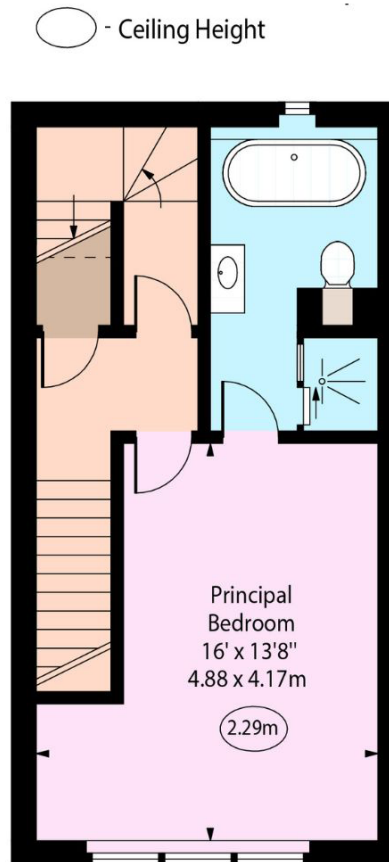 - Ceiling Height
Principal
Bedroom
16' x 13'8"
4.88 x 4.17m
2.29m